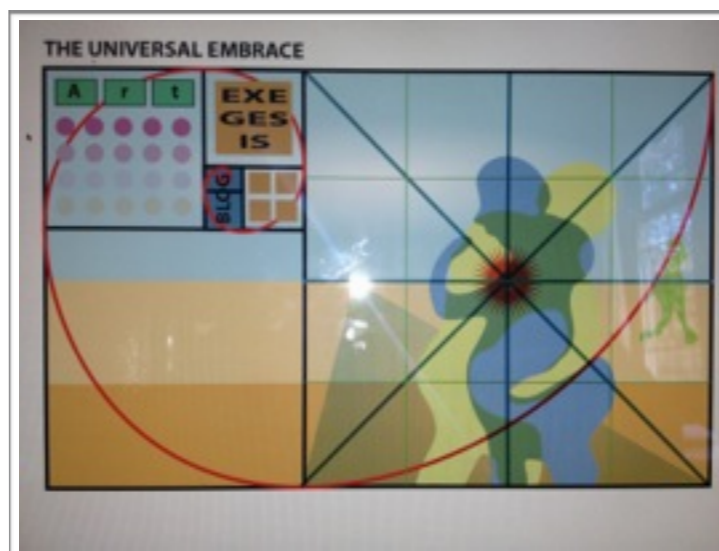 THE UNIVERSAL EMBRACE
A r t
EXE
GES
IS
BLOG